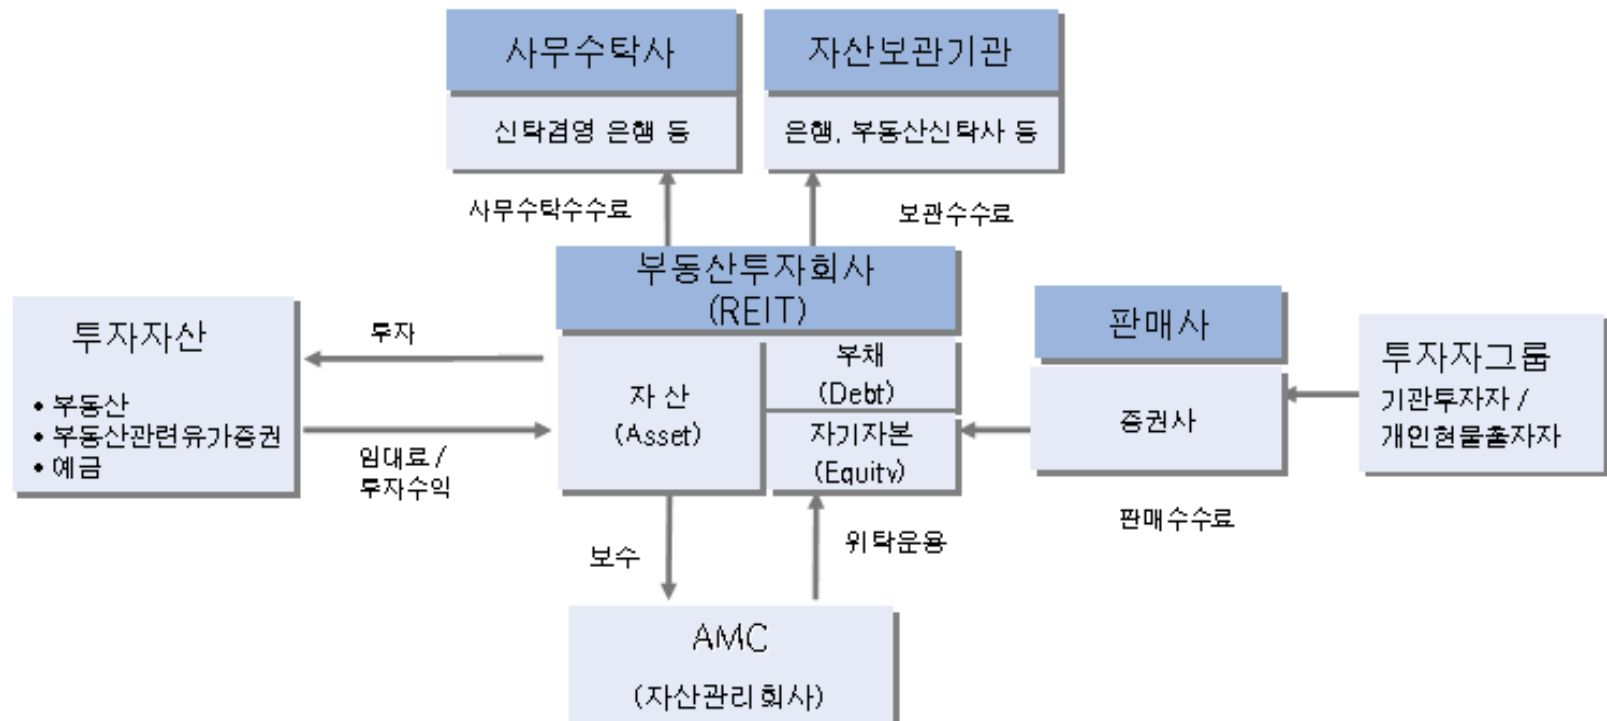 사무수탁사
신탁겸영 은행 등
자산보관기관
은행, 부동산신탁사 등
사무수탁수수료
보관수수료
부동산투자회사
(REIT)
투자자산
• 부동산
• 부동산관련유가증권
• 예금
투자
임대료/
투자수익
자 산
(Asset)
부채
(Debt)
자기자본
(Equity)
판매사
증권사
판매수수료
투자자그룹
기관투자자 /
개인현물출자자
보수
위탁운용
AMC
(자산관리회사)